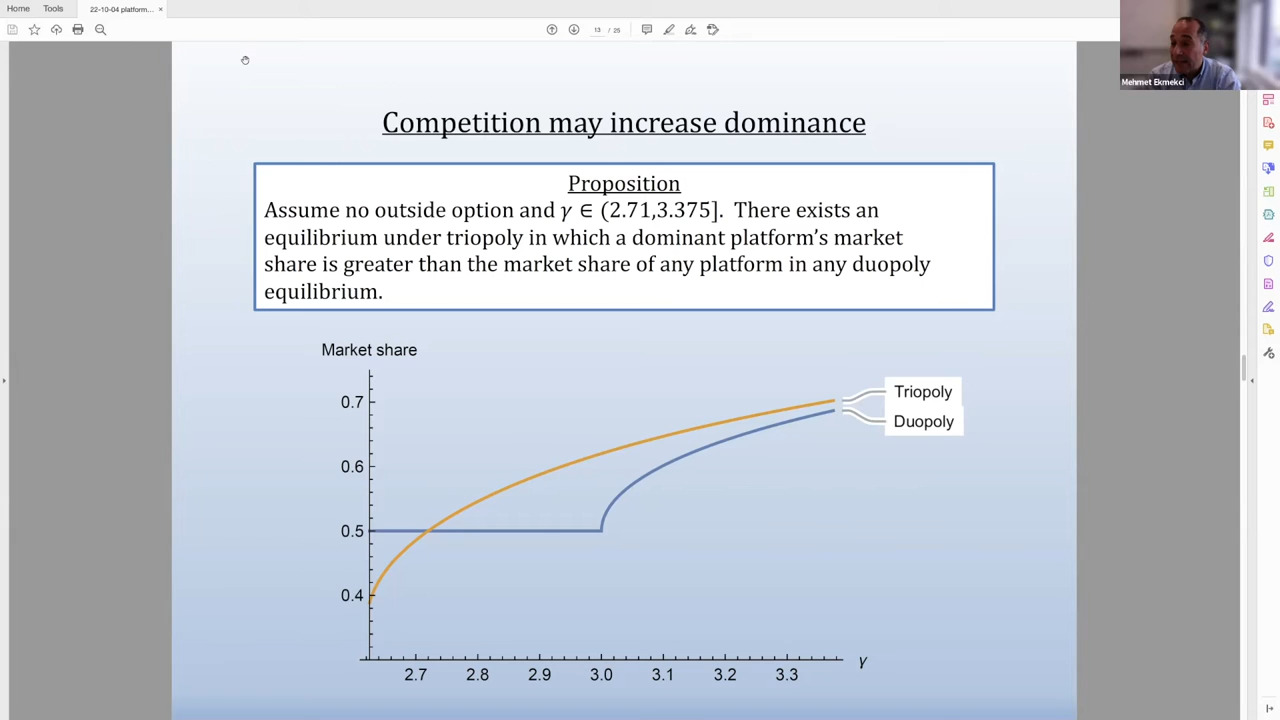 Home Tools 22-10-04 platform... ×
13 / 25
Mehmet Ekmekci
Competition may increase dominance
Proposition
Assume no outside option and γ ∈ (2.71,3.375]. There exists an
equilibrium under triopoly in which a dominant platform’s market
share is greater than the market share of any platform in any duopoly
equilibrium.
Market share
0.7
0.6
0.5
0.4
2.7 2.8 2.9 3.0 3.1 3.2 3.3
γ
Triopoly
Duopoly